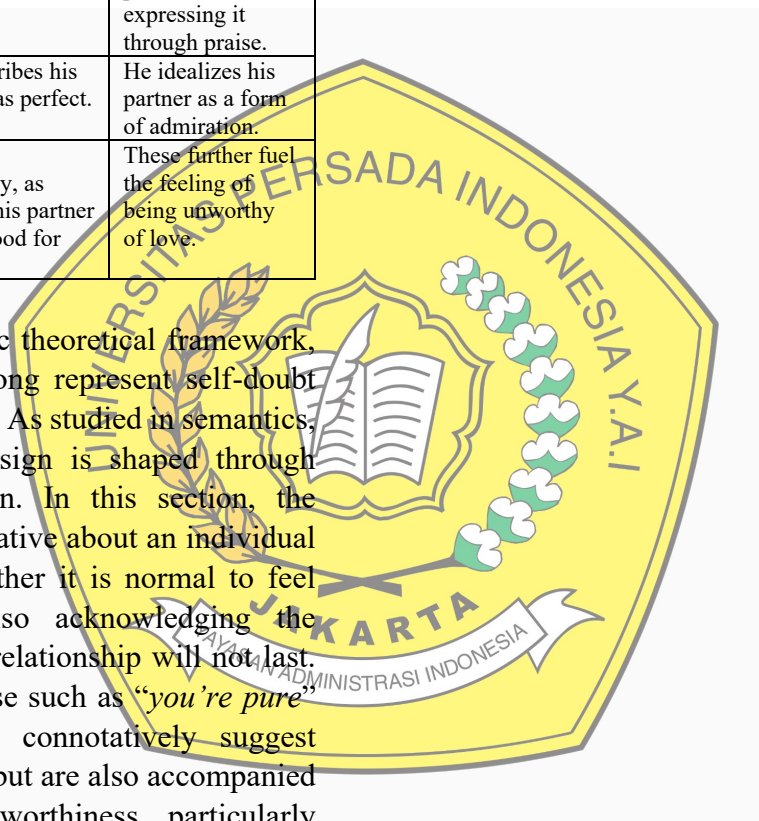 expressing it
through praise.
ribes his
as perfect.
He idealizes his
partner as a form
of admiration.
y, as
his partner
ood for
These further fuel
the feeling of
being unworthy
of love.
c theoretical framework,
ong represent self-doubt
As studied in semantics,
sign is shaped through
n. In this section, the
ative about an individual
ther it is normal to feel
so acknowledging the
relationship will not last.
se such as “you’re pure”
connotatively suggest
but are also accompanied
worthiness, particularly
UNIVERSITAS PERSADA INDONESIA Y.A.I
JAKARTA
YAYASAN ADMINISTRASI INDONESIA